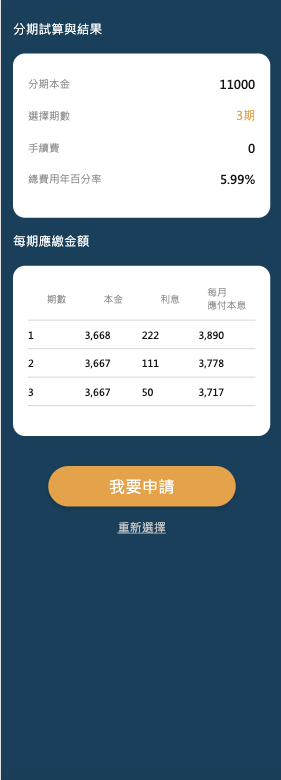 分期試算與結果
分期本金 11000
選擇期數 3期
手續費 0
總費用年百分率 5.99%
每期應繳金額
期數 本金 利息 每月
應付本息
1 3,668 222 3,890
2 3,667 111 3,778
3 3,667 50 3,717
我要申請
重新選擇